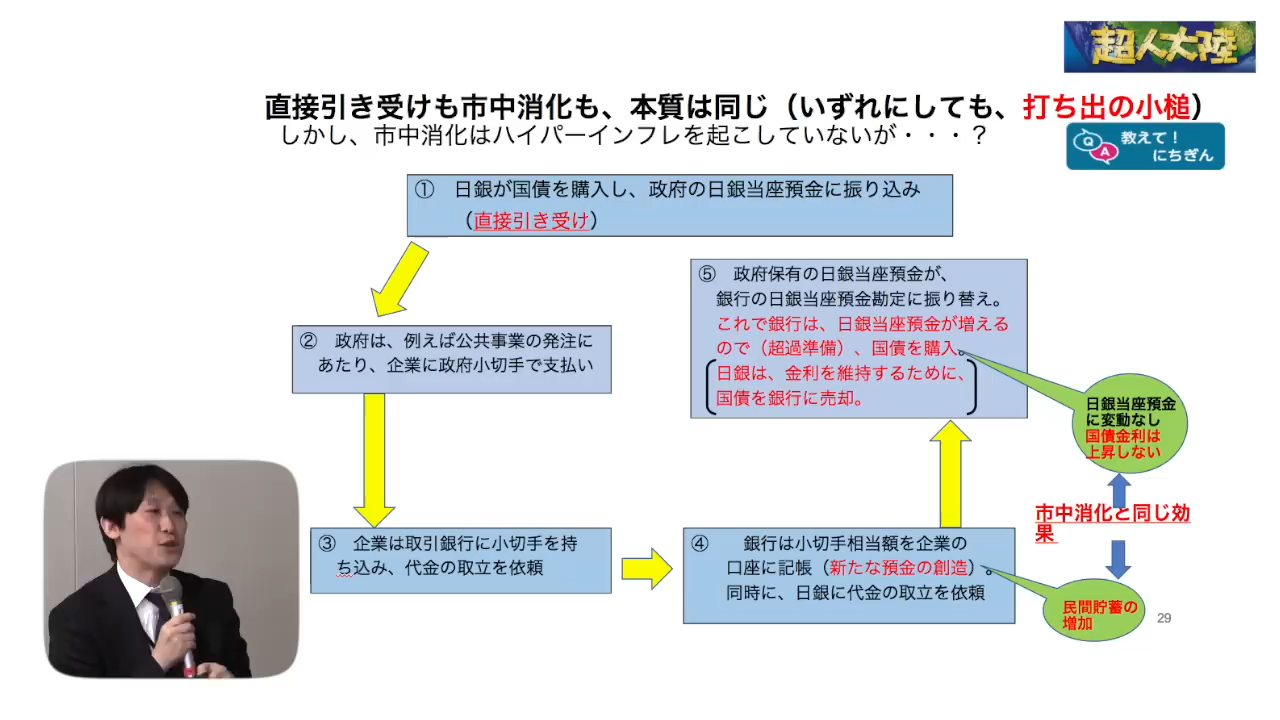 超人大陸
直接引き受けも市中消化も、本質は同じ（いずれにしても、打ち出の小槌）
しかし、市中消化はハイパーインフレを起こしていないが・・・？
QA 教えて！
にちぎん
① 日銀が国債を購入し、政府の日銀当座預金に振り込み
（直接引き受け）
② 政府は、例えば公共事業の発注に
あたり、企業に政府小切手で支払い
③ 企業は取引銀行に小切手を持
ち込み、代金の取立を依頼
④ 銀行は小切手相当額を企業の
口座に記帳（新たな預金の創造）。
同時に、日銀に代金の取立を依頼
⑤ 政府保有の日銀当座預金が、
銀行の日銀当座預金勘定に振り替え。
これで銀行は、日銀当座預金が増える
ので（超過準備）、国債を購入。
日銀は、金利を維持するために、
国債を銀行に売却。
日銀当座預金
に変動なし
国債金利は
上昇しない
市中消化と同じ効
果
民間貯蓄の
増加
29